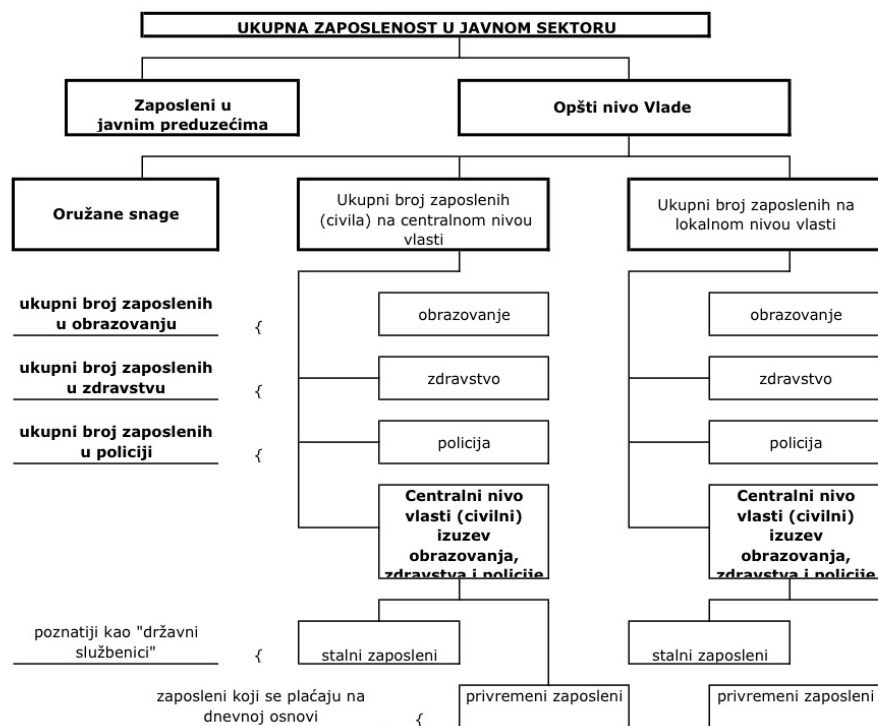 UKUPNA ZAPOSLENOST U JAVNOM SEKTORU
Zaposleni u
javnim preduzećima
Opšti nivo Vlade
Oružane snage
Ukupni broj zaposlenih
(civila) na centralnom nivou
vlasti
Ukupni broj zaposlenih na
lokalnom nivou vlasti
ukupni broj zaposlenih
u obrazovanju
{
obrazovanje
obrazovanje
ukupni broj zaposlenih
u zdravstvu
{
zdravstvo
zdravstvo
ukupni broj zaposlenih
u policiji
{
policija
policija
Centralni nivo
vlasti (civilni)
izuzev
obrazovanja,
zdravstva i policije
Centralni nivo
vlasti (civilni)
izuzev
obrazovanja,
zdravstva i policije
poznatiji kao "državni
službenici"
{
stalni zaposleni
stalni zaposleni
zaposleni koji se plaćaju na
dnevnoj osnovi
{
privremeni zaposleni
privremeni zaposleni